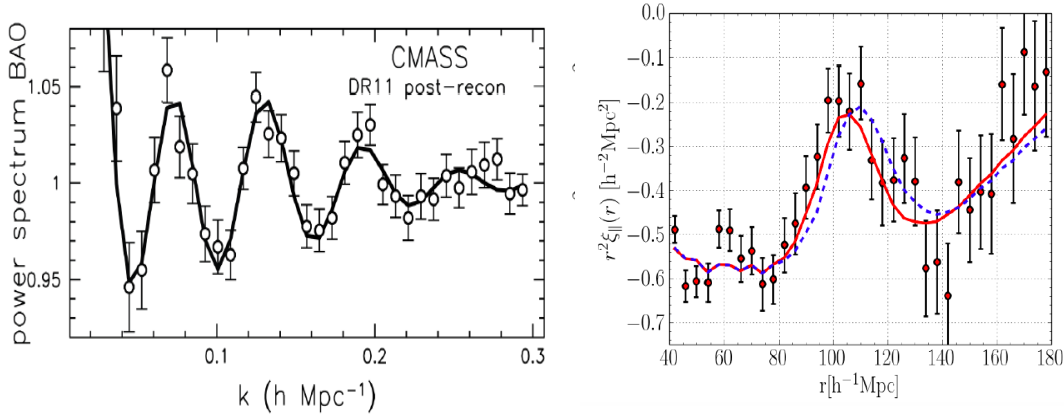 power spectrum BAO
1.05
1
0.95
CMASS
DR11 post-recon
0.1
0.2
0.3
k (h Mpc⁻¹)
r²ξ∥(r) [h⁻²Mpc²]
0.0
−0.1
−0.2
−0.3
−0.4
−0.5
−0.6
−0.7
40 60 80 100 120 140 160 180
r[h⁻¹Mpc]